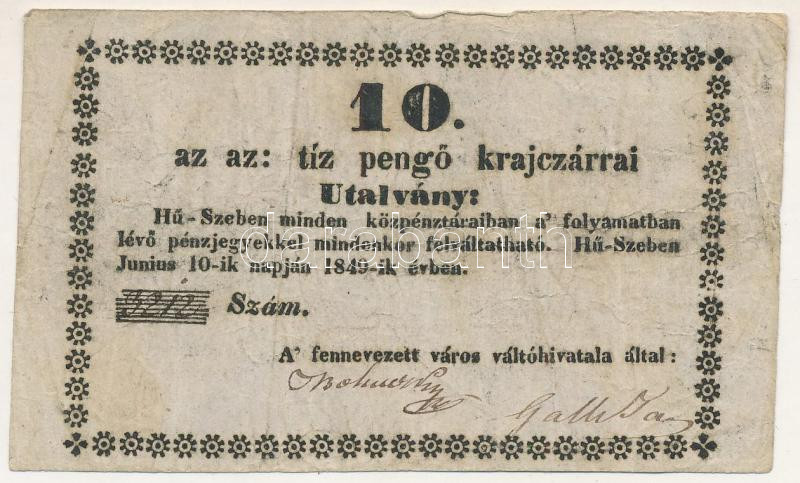 10.
az az: tíz pengő krajczárrai
Utalvány:
Hű-Szeben minden közpénztáraiban a' folyamatban
lévő pénzjegyekkel mindenkor felváltatható. Hű-Szeben
Junius 10-ik napján 1849-ik évben.
Szám.
A' fennevezett város váltóhivatala által:
darabanth